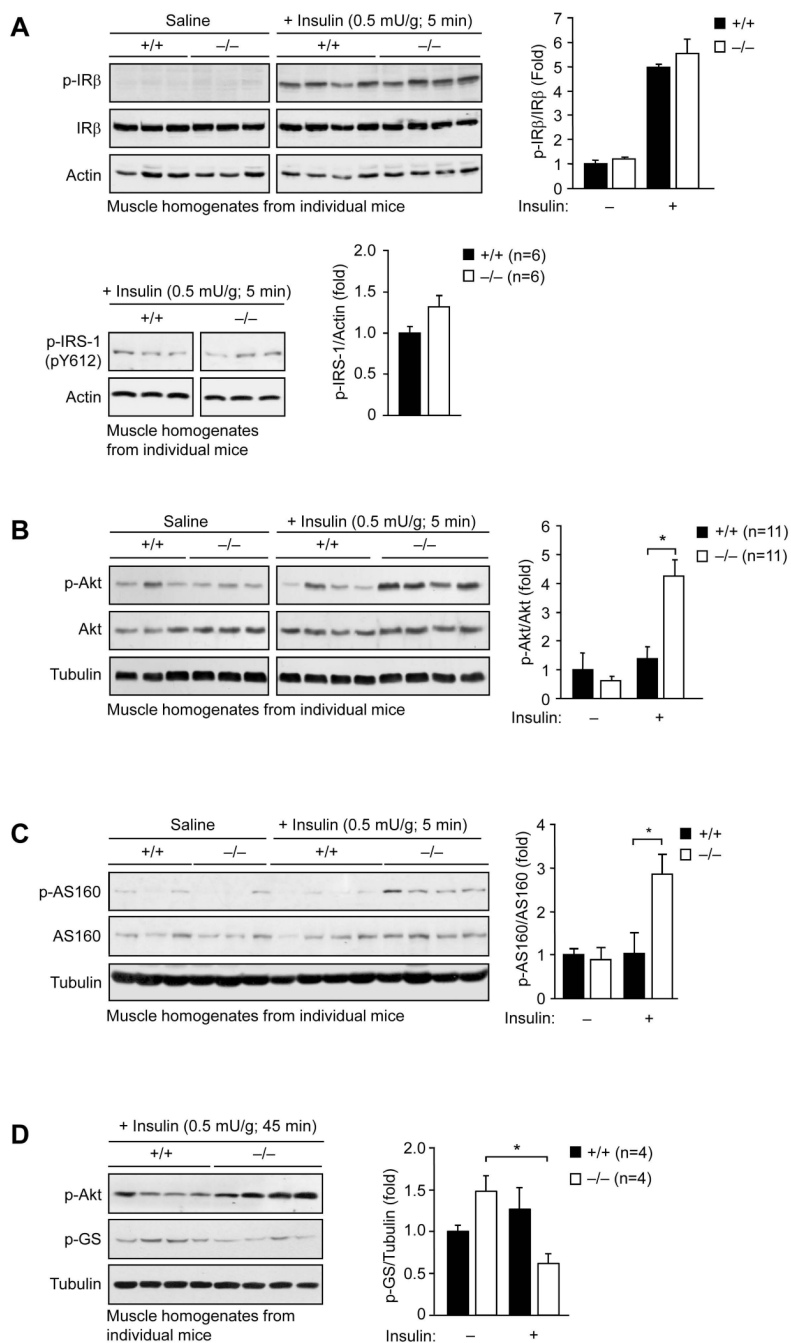 A
Saline
+ Insulin (0.5 mU/g; 5 min)
+/+
–/–
+/+
–/–
p-IRβ
IRβ
Actin
Muscle homogenates from individual mice
p-IRβ/IRβ (Fold)
7
6
5
4
3
2
1
0
Insulin:
–
+
+/+
–/–
+ Insulin (0.5 mU/g; 5 min)
+/+
–/–
p-IRS-1
(pY612)
Actin
Muscle homogenates
from individual mice
p-IRS-1/Actin (fold)
2.0
1.5
1.0
0.5
0
+/+ (n=6)
–/– (n=6)
B
Saline
+ Insulin (0.5 mU/g; 5 min)
+/+
–/–
+/+
–/–
p-Akt
Akt
Tubulin
Muscle homogenates from individual mice
p-Akt/Akt (fold)
6
5
4
2
1
0
*
Insulin:
–
+
+/+ (n=11)
–/– (n=11)
C
Saline
+ Insulin (0.5 mU/g; 5 min)
+/+
–/–
+/+
–/–
p-AS160
AS160
Tubulin
Muscle homogenates from individual mice
p-AS160/AS160 (fold)
4
3
2
1
0
*
Insulin:
–
+
+/+
–/–
D
+ Insulin (0.5 mU/g; 45 min)
+/+
–/–
p-Akt
p-GS
Tubulin
Muscle homogenates from
individual mice
p-GS/Tubulin (fold)
2.0
1.5
1.0
0.5
0
*
Insulin:
–
+
+/+ (n=4)
–/– (n=4)